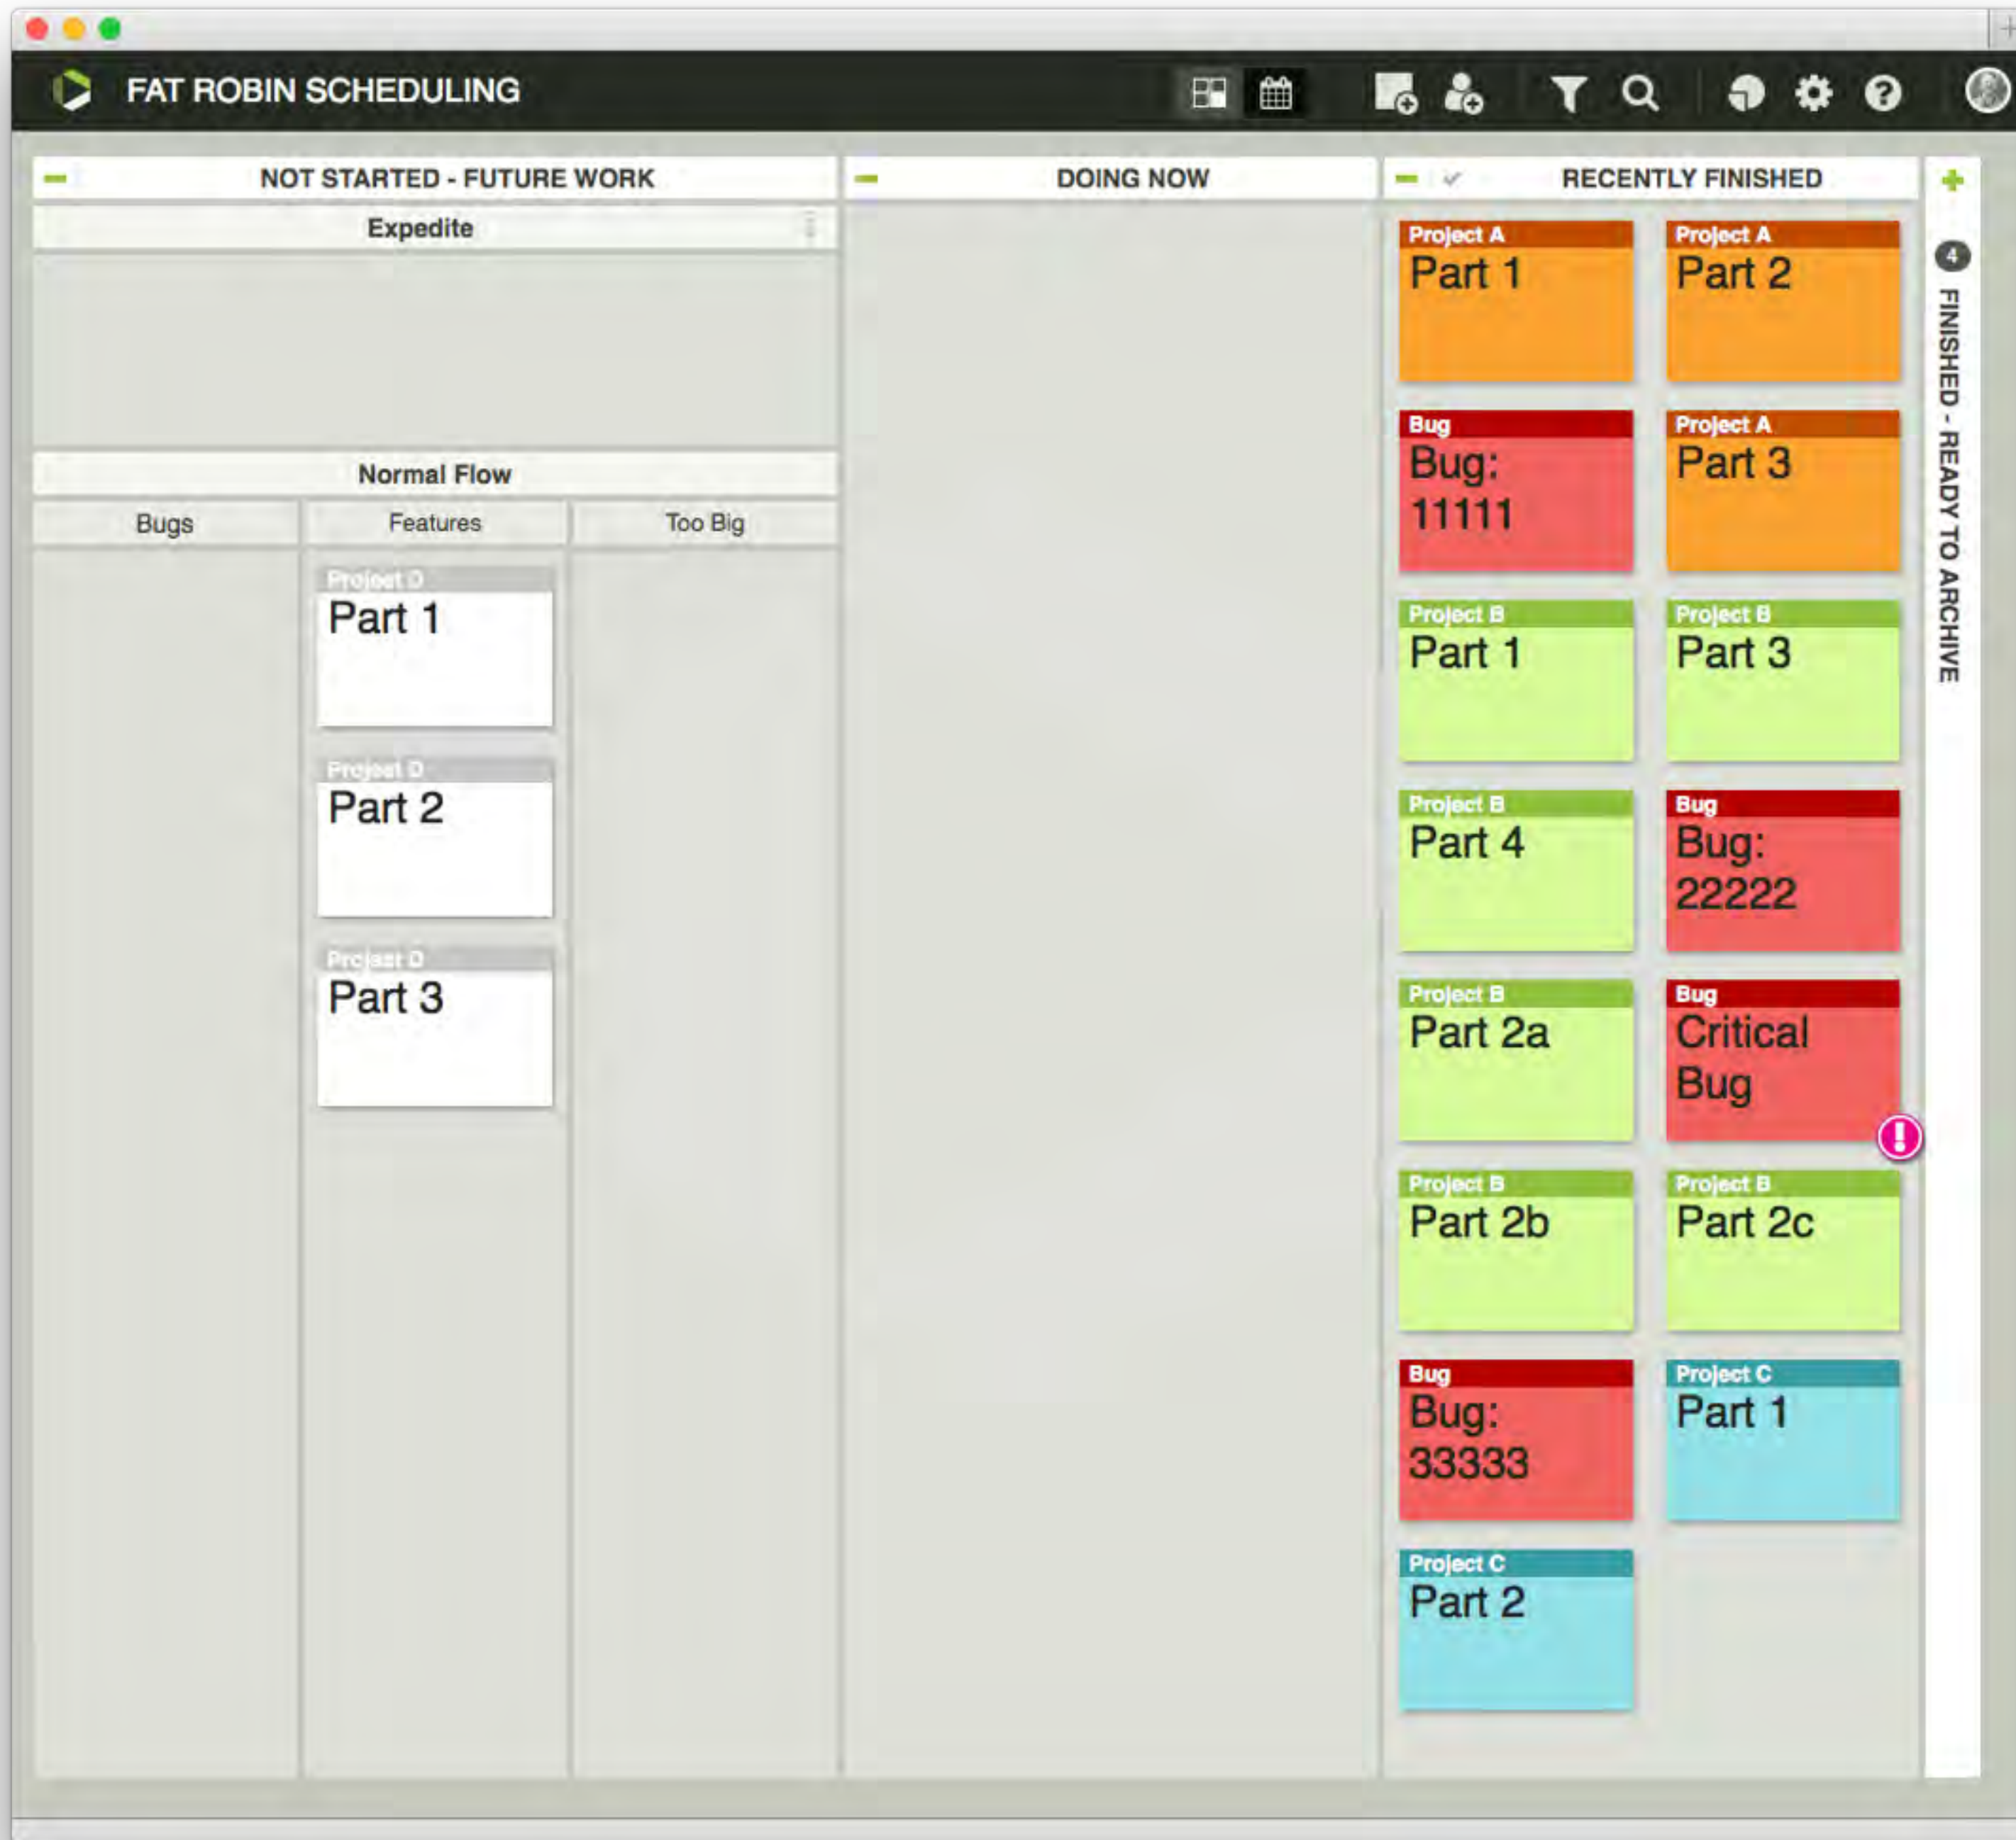 FAT ROBIN SCHEDULING
NOT STARTED - FUTURE WORK
DOING NOW
RECENTLY FINISHED
Expedite
Normal Flow
Bugs
Features
Too Big
Project D
Part 1
Project D
Part 2
Project D
Part 3
Project A
Part 1
Project A
Part 2
Bug
Bug:
11111
Project A
Part 3
Project B
Part 1
Project B
Part 3
Project B
Part 4
Bug
Bug:
22222
Project B
Part 2a
Bug
Critical
Bug
Project B
Part 2b
Project B
Part 2c
Bug
Bug:
33333
Project C
Part 1
Project C
Part 2
4
FINISHED - READY TO ARCHIVE